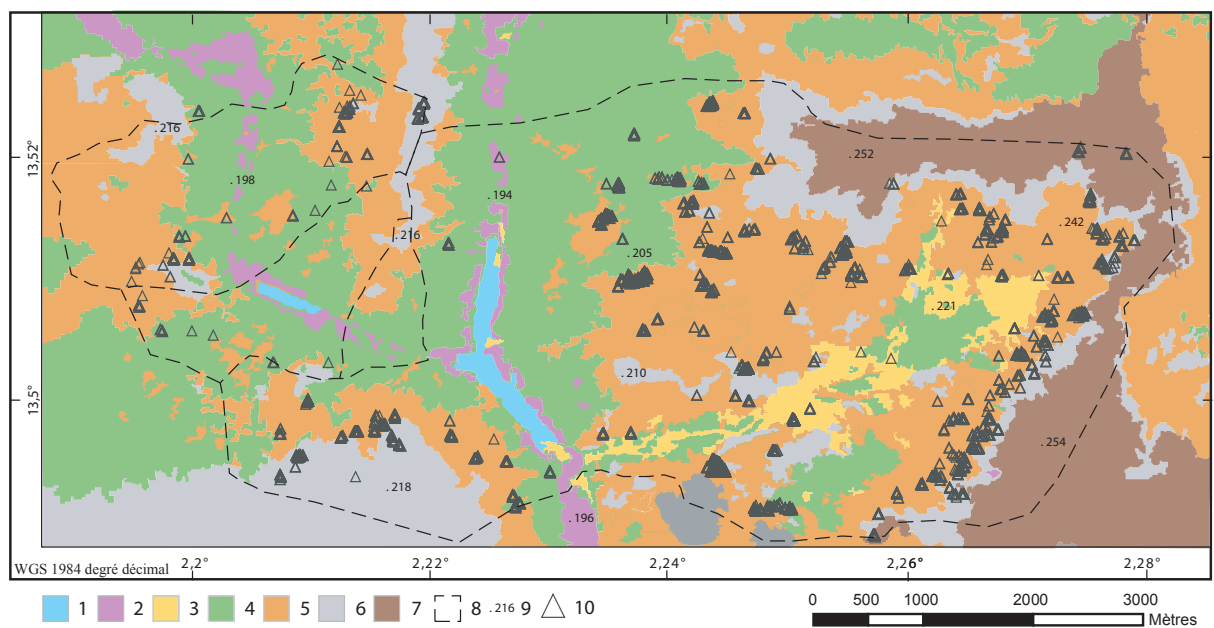 13,52°
13,5°
.216
.198
.216
.194
.205
.252
.242
.221
.210
.254
.218
.196
WGS 1984 degré décimal
2,2° 2,22 2,24 2,26 2,28
1 2 3 4 5 6 7 8 .216 9 10
0 500 1000 2000 3000
Mètres